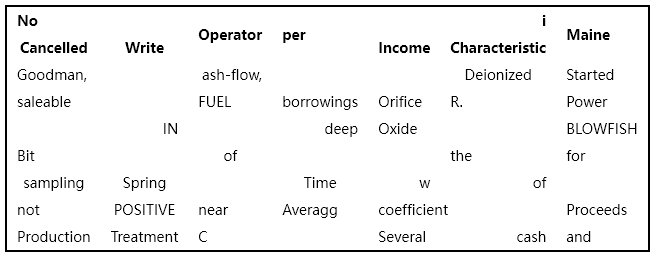 No i
Operator per Maine
Cancelled Write Income Characteristic
Goodman, ash-flow, Deionized Started
saleable FUEL borrowings Orifice R. Power
IN deep Oxide BLOWFISH
Bit of the for
sampling Spring Time w of
not POSITIVE near Averagg coefficient Proceeds
Production Treatment C Several cash and